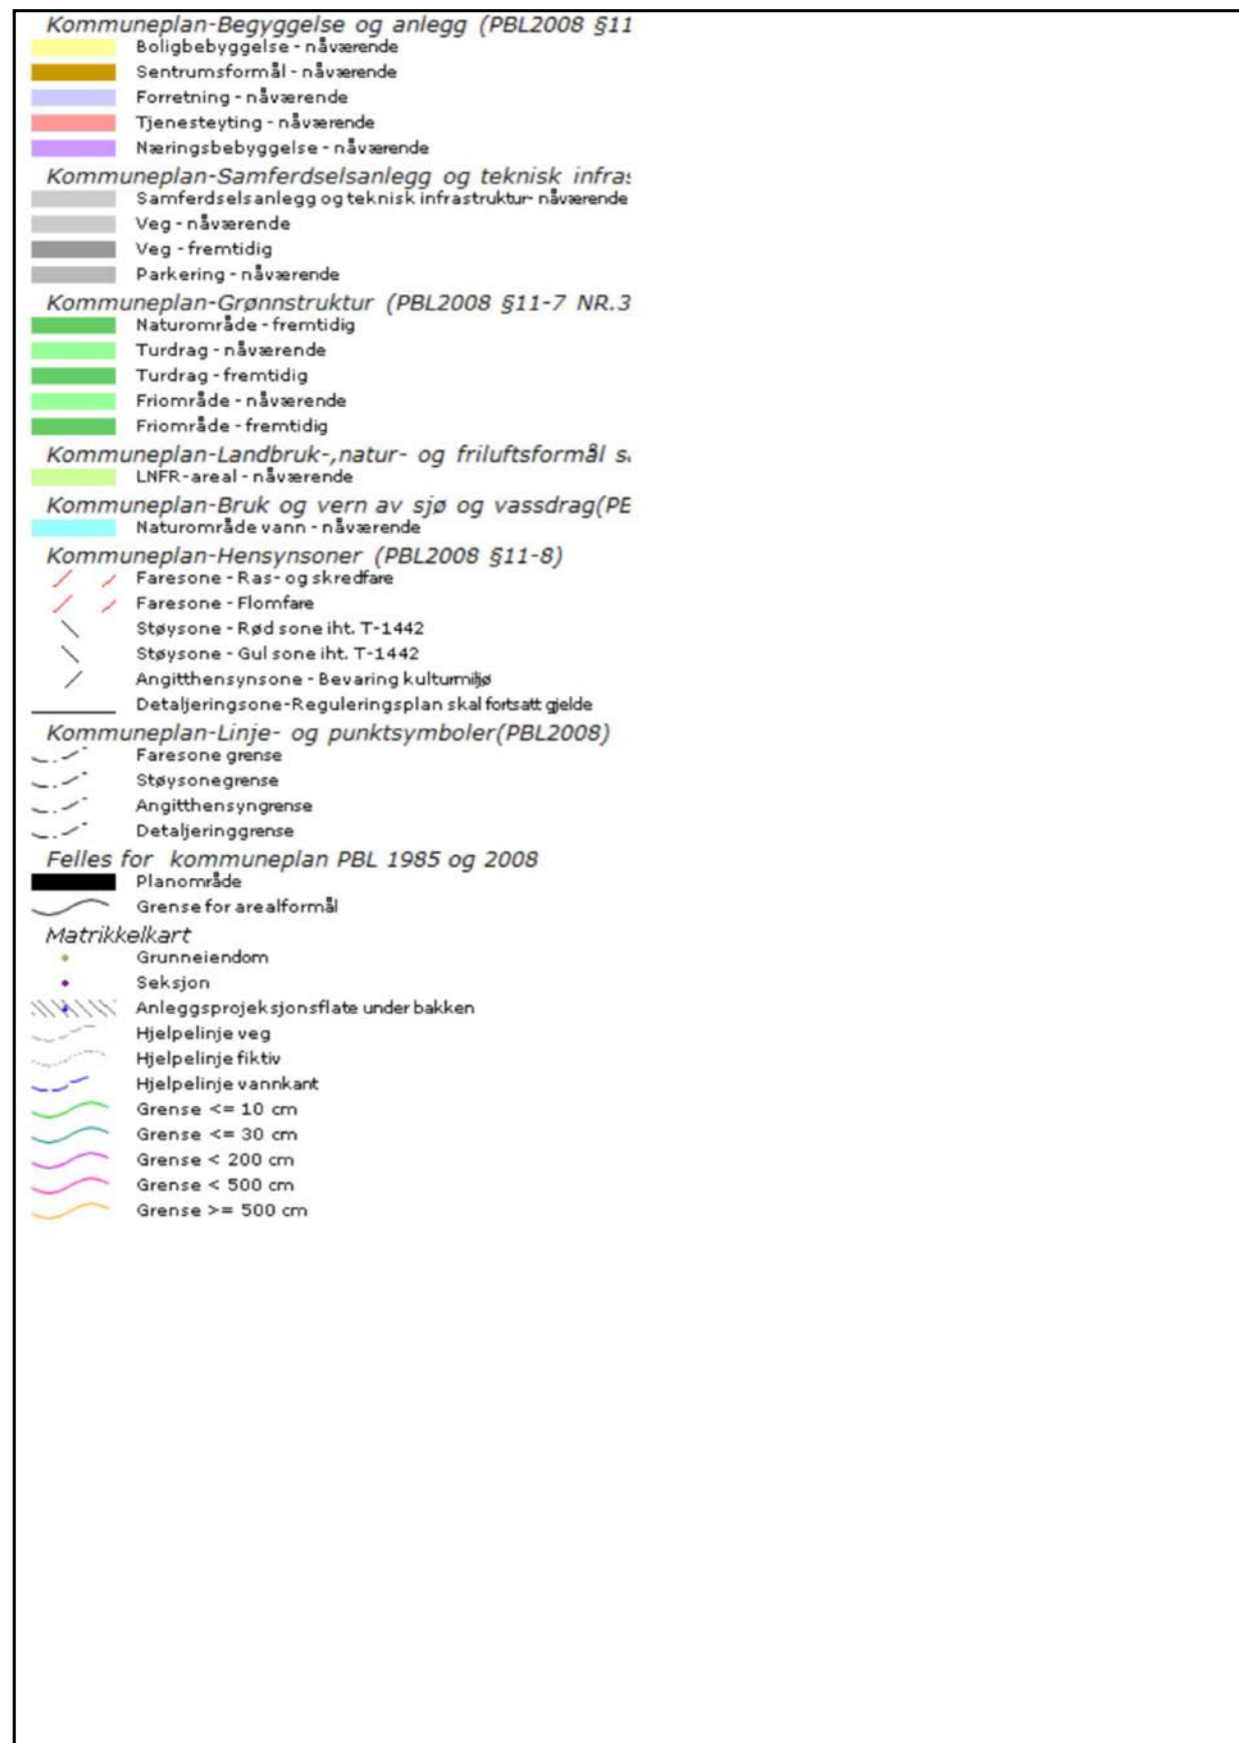 Kommuneplan-Begyggelse og anlegg (PBL2008 §11
Boligbebyggelse - nåværende
Sentrumsformål - nåværende
Forretning - nåværende
Tjenesteyting - nåværende
Næringsbebyggelse - nåværende
Kommuneplan-Samferdselsanlegg og teknisk infras
Samferdselsanlegg og teknisk infrastruktur- nåværende
Veg - nåværende
Veg - fremtidig
Parkering - nåværende
Kommuneplan-Grønnstruktur (PBL2008 §11-7 NR.3
Naturområde - fremtidig
Turdrag - nåværende
Turdrag - fremtidig
Friområde - nåværende
Friområde - fremtidig
Kommuneplan-Landbruk-,natur- og friluftsformål sa
LNFR-areal - nåværende
Kommuneplan-Bruk og vern av sjø og vassdrag(PB
Naturområde vann - nåværende
Kommuneplan-Hensynsoner (PBL2008 §11-8)
Faresone - Ras- og skredfare
Faresone - Flomfare
Støysone - Rød sone iht. T-1442
Støysone - Gul sone iht. T-1442
Angitthensynsone - Bevaring kulturmiljø
Detaljeringsone-Reguleringsplan skal fortsatt gjelde
Kommuneplan-Linje- og punktsymboler(PBL2008)
Faresone grense
Støysonegrense
Angitthensyngrense
Detaljeringgrense
Felles for kommuneplan PBL 1985 og 2008
Planområde
Grense for arealformål
Matrikkelkart
Grunneiendom
Seksjon
Anleggsprojeksjonsflate under bakken
Hjelpelinje veg
Hjelpelinje fiktiv
Hjelpelinje vannkant
Grense <= 10 cm
Grense <= 30 cm
Grense < 200 cm
Grense < 500 cm
Grense >= 500 cm